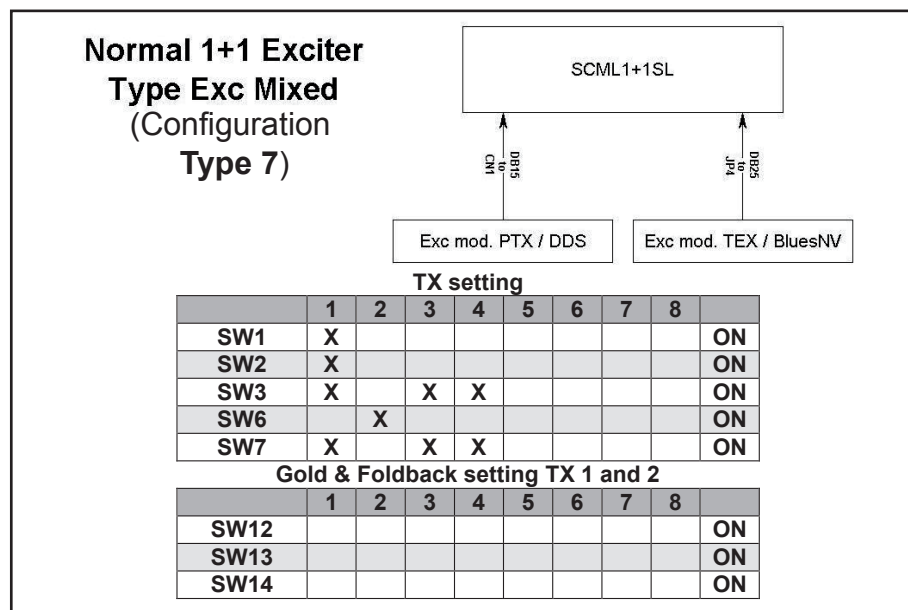 Normal 1+1 Exciter
Type Exc Mixed
(Configuration
Type 7)
SCML1+1SL
DB15
to
CN1
DB25
to
JP4
Exc mod. PTX / DDS
Exc mod. TEX / BluesNV
TX setting
1 2 3 4 5 6 7 8
SW1 X ON
SW2 X ON
SW3 X X X ON
SW6 X ON
SW7 X X X ON
Gold & Foldback setting TX 1 and 2
1 2 3 4 5 6 7 8
SW12 ON
SW13 ON
SW14 ON